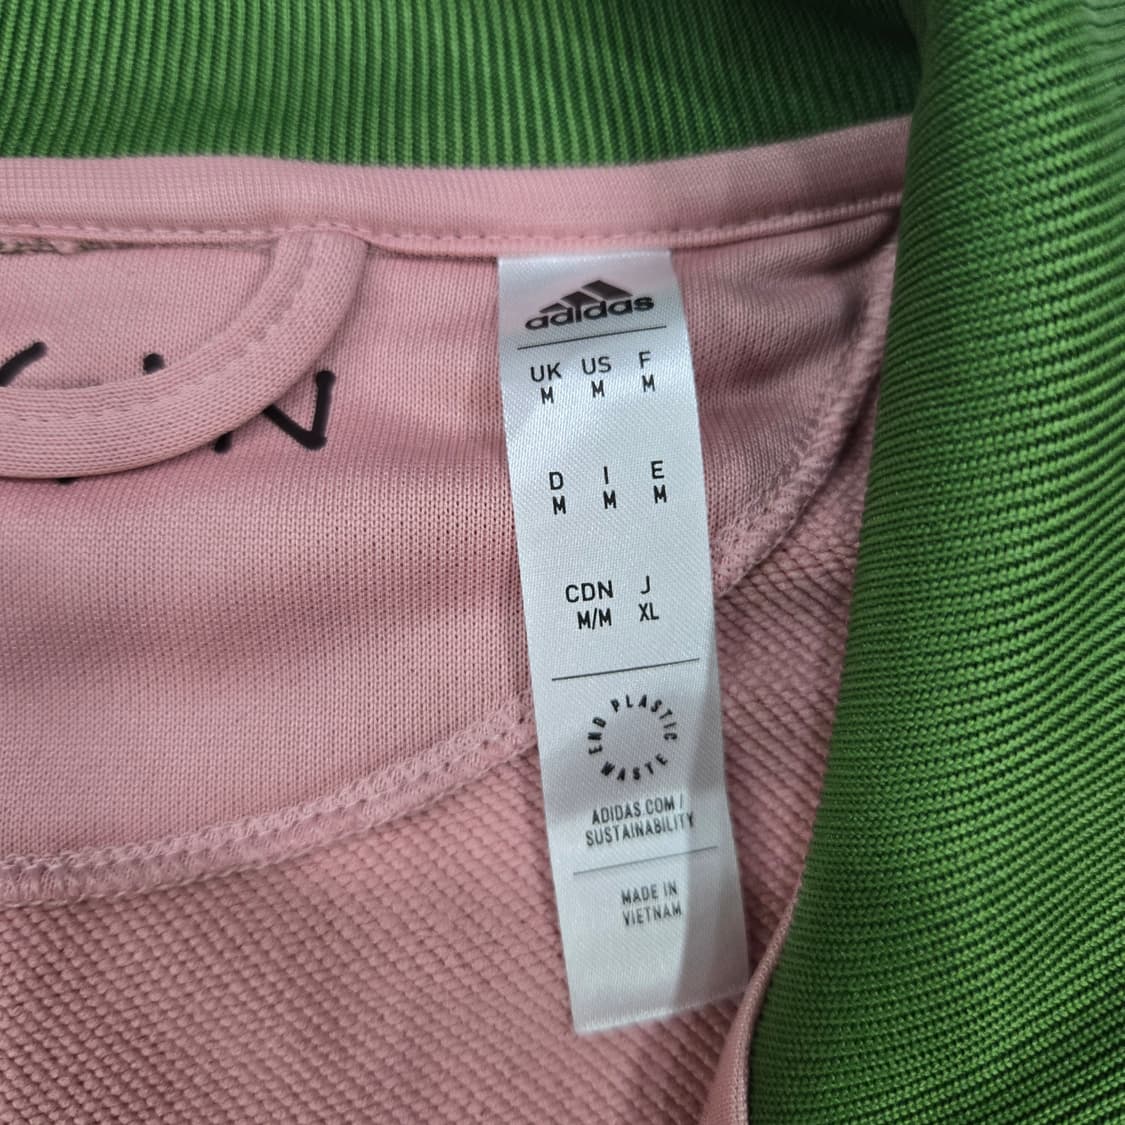 adidas
UK US F
M M M
D I E
M M M
CDN J
M/M XL
END PLASTIC WASTE
ADIDAS.COM /
SUSTAINABILITY
MADE IN
VIETNAM